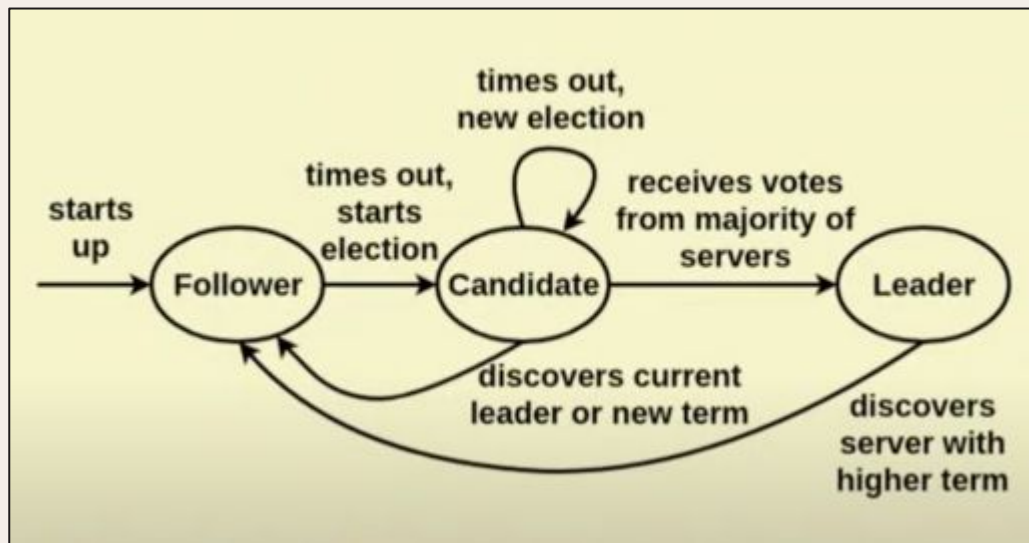 times out,
new election
times out,
starts
election
receives votes
from majority of
servers
starts
up
Follower
Candidate
Leader
discovers current
leader or new term
discovers
server with
higher term